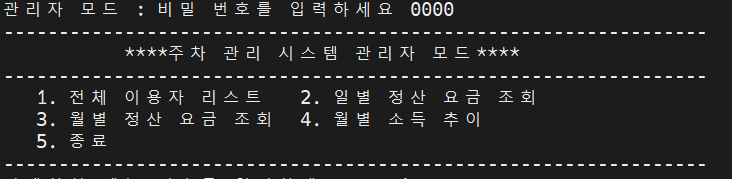 관리자 모드 : 비밀 번호를 입력하세요 0000
----------------------------------------------------------------
****주차 관리 시스템 관리자 모드****
----------------------------------------------------------------
1. 전체 이용자 리스트 2. 일별 정산 요금 조회
3. 월별 정산 요금 조회 4. 월별 소득 추이
5. 종료
----------------------------------------------------------------